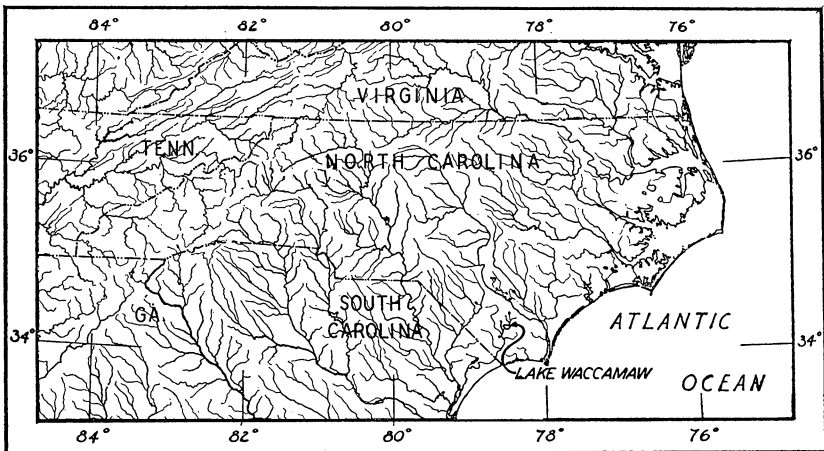 84° 82° 80° 78° 76°
VIRGINIA
36° TENN NORTH CAROLINA 36°
GA. SOUTH CAROLINA
34° ATLANTIC OCEAN 34°
LAKE WACCAMAW
84° 82° 80° 78° 76°